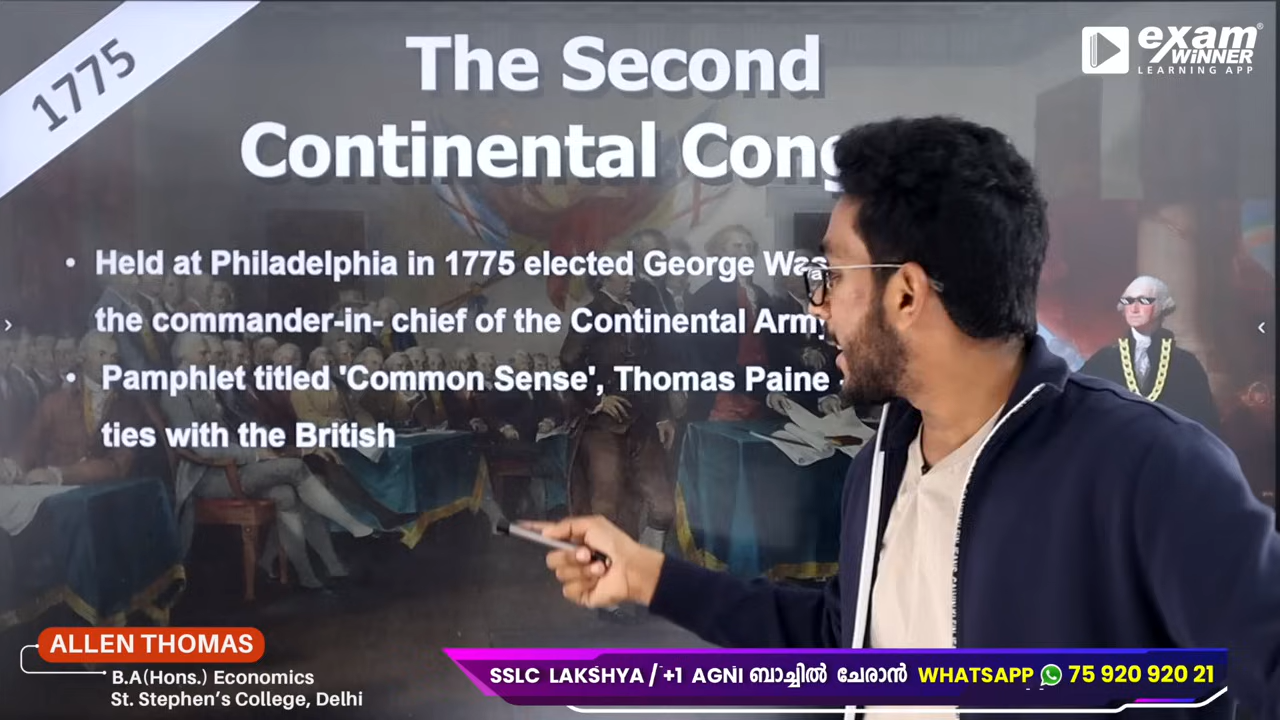 1775
The Second
Continental Cong
• Held at Philadelphia in 1775 elected George Was
the commander-in- chief of the Continental Army
• Pamphlet titled 'Common Sense', Thomas Paine
ties with the British
exam
WiNNER
LEARNING APP
ALLEN THOMAS
B.A(Hons.) Economics
St. Stephen's College, Delhi
SSLC LAKSHYA / +1 AGNI ബാച്ചിൽ ചേരാൻ WHATSAPP 75 920 920 21